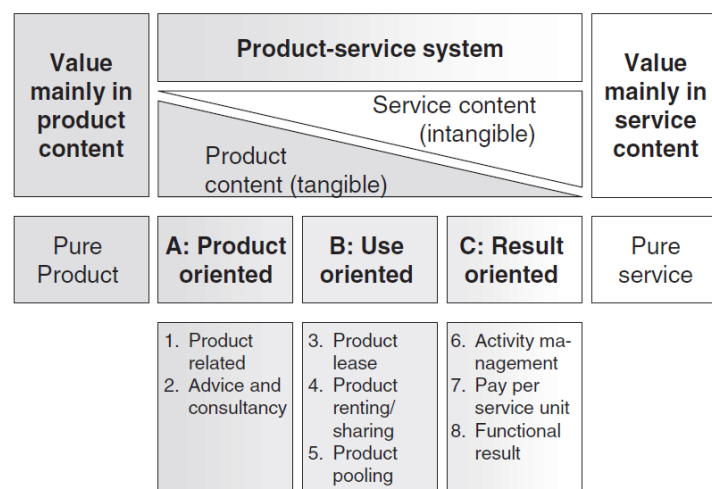 Value
mainly in
product
content
Product-service system
Service content
(intangible)
Product
content (tangible)
Value
mainly in
service
content
Pure
Product
A: Product
oriented
B: Use
oriented
C: Result
oriented
Pure
service
1. Product
related
2. Advice and
consultancy
3. Product
lease
4. Product
renting/
sharing
5. Product
pooling
6. Activity ma-
nagement
7. Pay per
service unit
8. Functional
result